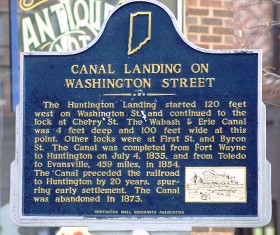 ANTIQUE
CANAL LANDING ON
WASHINGTON STREET
The Huntington Landing started 120 feet
west on Washington St. and continued to the
lock at Cherry St. The Wabash & Erie Canal
was 4 feet deep and 100 feet wide at this
point. Other locks were at First St. and Byron
St. The Canal was completed from Fort Wayne
to Huntington on July 4, 1835, and from Toledo
to Evansville, 459 miles, in 1854.
The Canal preceded the railroad
to Huntington by 20 years, spur-
ring early settlement. The Canal
was abandoned in 1873.
HUNTINGTON MALL MERCHANTS ASSOCIATION